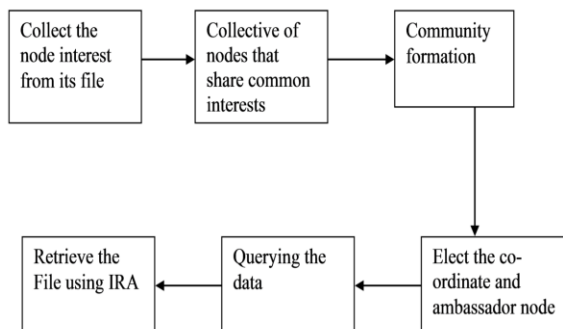 Collect the
node interest
from its file
Collective of
nodes that
share common
interests
Community
formation
Elect the co-
ordinate and
ambassador node
Querying the
data
Retrieve the
File using IRA